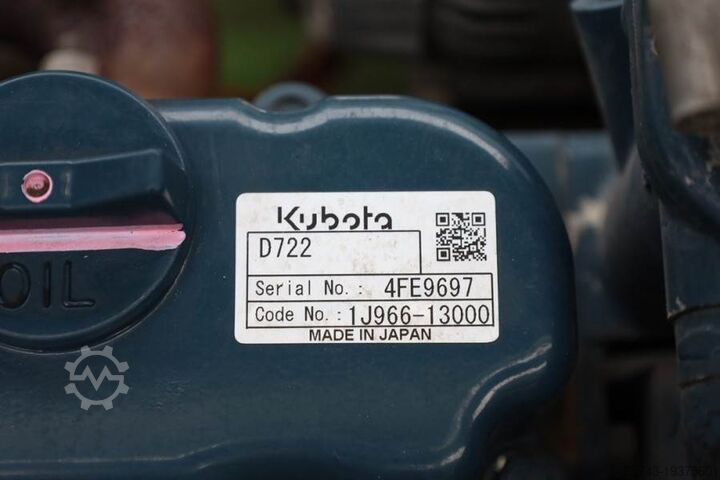 Kubota
D722
Serial No.: 4FE9697
Code No.: 1J966-13000
MADE IN JAPAN
OIL